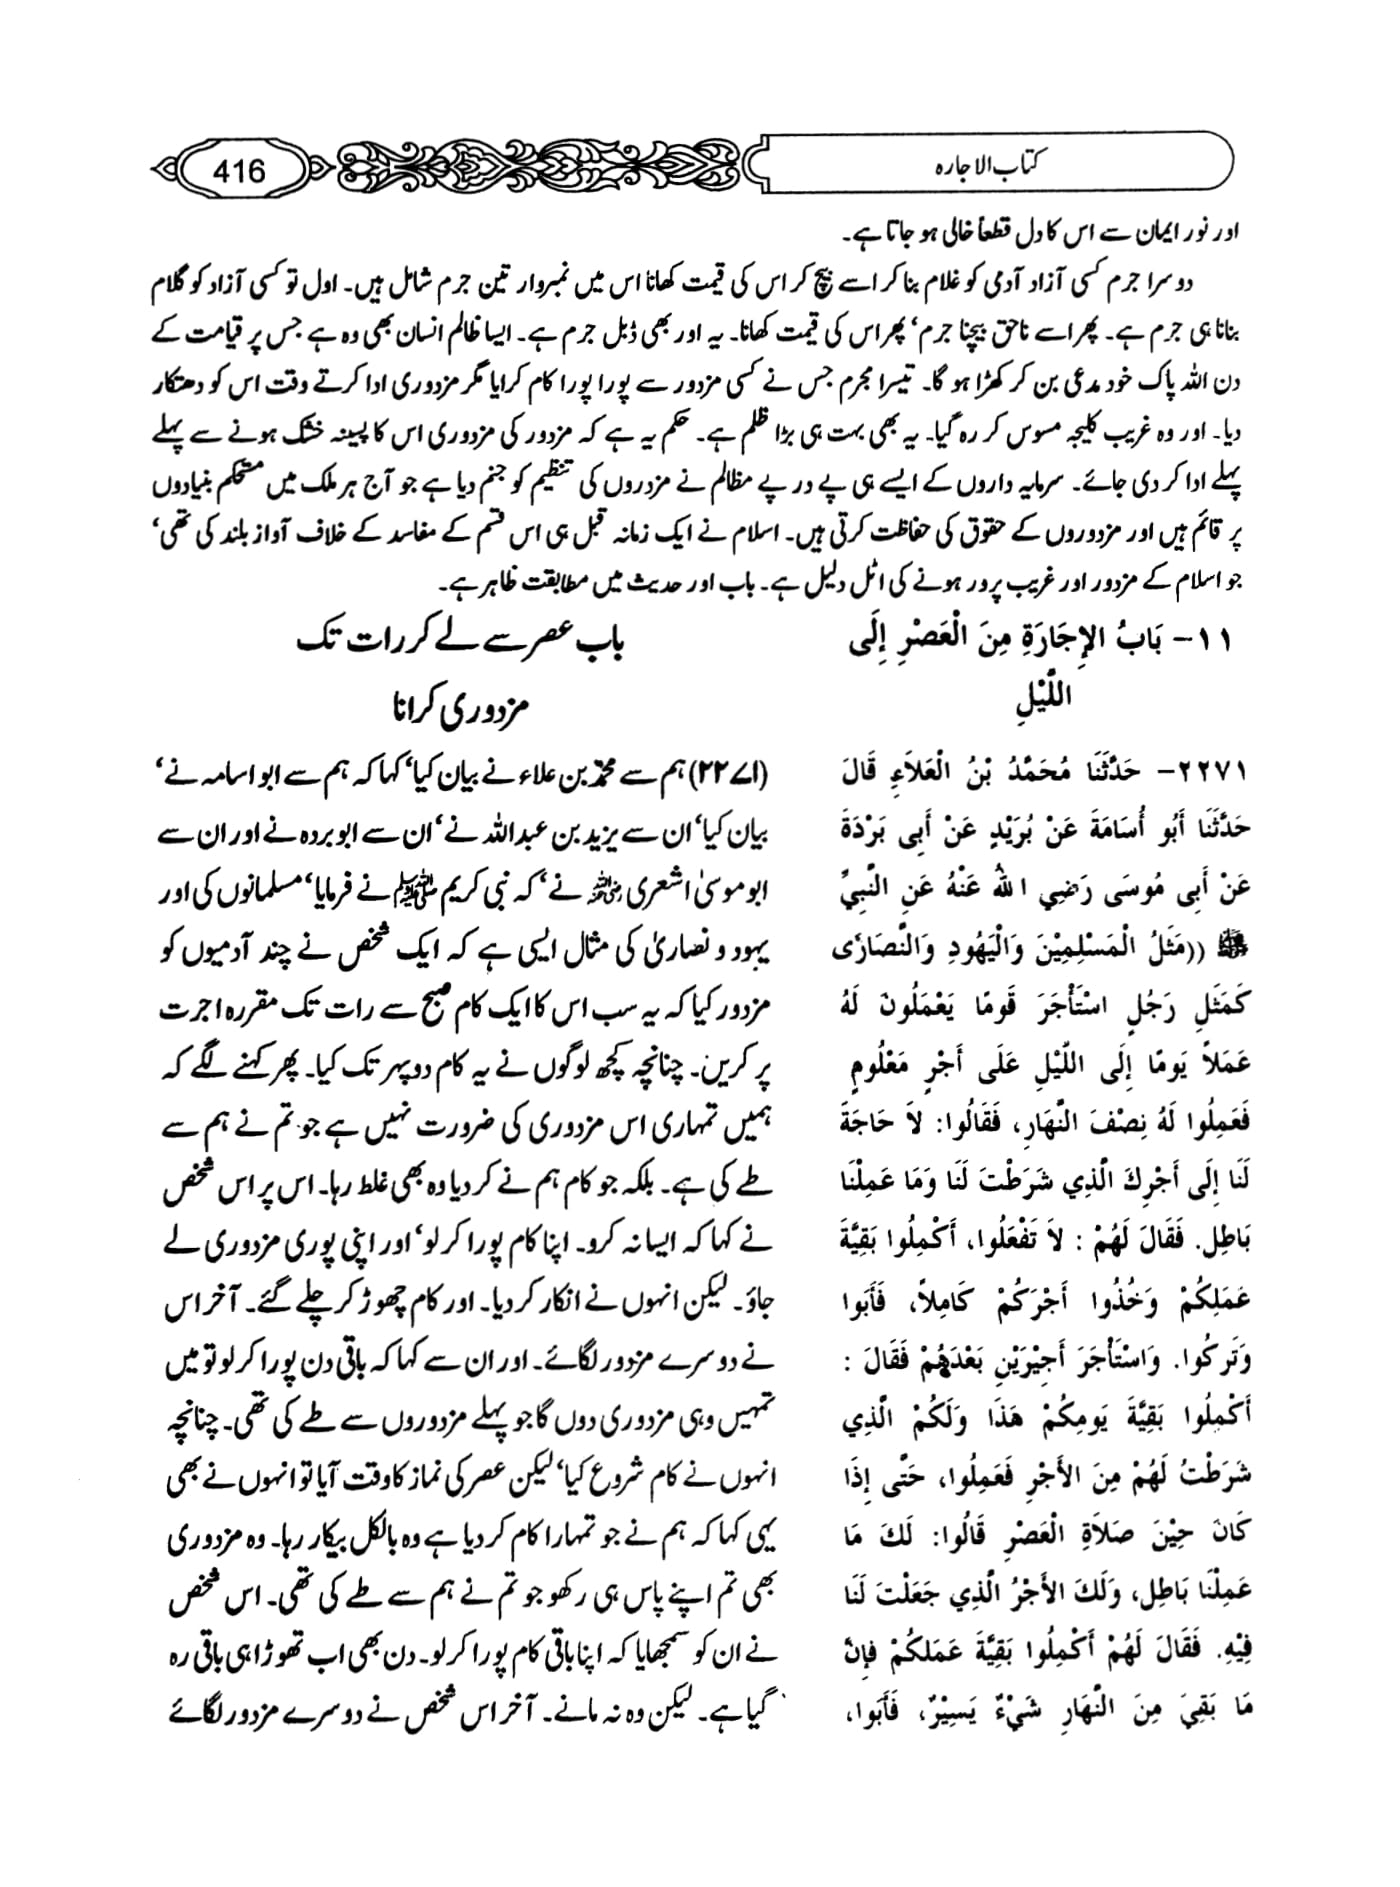 کتاب الاجارہ
416
اور نور ایمان سے اس کا دل قطعاً خالی ہو جاتا ہے۔
دوسرا جرم کسی آزاد آدمی کو غلام بنا کر اسے بیچ کر اس کی قیمت کھانا اس میں نمبروار تین جرم شامل ہیں۔ اول تو کسی آزاد کو گلام
بنانا ہی جرم ہے۔ پھر اسے ناحق بیچنا جرم‘ پھر اس کی قیمت کھانا۔ یہ اور بھی ڈبل جرم ہے۔ ایسا ظالم انسان بھی وہ ہے جس پر قیامت کے
دن اللہ پاک خود مدعی بن کر کھڑا ہو گا۔ تیسرا مجرم جس نے کسی مزدور سے پورا پورا کام کرایا مگر مزدوری ادا کرتے وقت اس کو دھتکار
دیا۔ اور وہ غریب کلیجہ مسوس کر رہ گیا۔ یہ بھی بہت ہی بڑا ظلم ہے۔ حکم یہ ہے کہ مزدور کی مزدوری اس کا پسینہ خشک ہونے سے پہلے
پہلے ادا کر دی جائے۔ سرمایہ داروں کے ایسے ہی پے در پے مظالم نے مزدروں کی تنظیم کو جنم دیا ہے جو آج ہر ملک میں مستحکم بنیادوں
پر قائم ہیں اور مزدوروں کے حقوق کی حفاظت کرتی ہیں۔ اسلام نے ایک زمانہ قبل ہی اس قسم کے مفاسد کے خلاف آواز بلند کی تھی‘
جو اسلام کے مزدور اور غریب پرور ہونے کی اٹل دلیل ہے۔ باب اور حدیث میں مطابقت ظاہر ہے۔
١١- بَابُ الإِجَارَةِ مِنَ الْعَصْرِ إِلَى
اللَّيْلِ
٢٢٧١- حَدَّثَنَا مُحَمَّدُ بْنُ الْعَلاَءِ قَالَ
حَدَّثَنَا أَبُو أُسَامَةَ عَنْ بُرَيْدٍ عَنْ أَبِي بَرْدَةَ
عَنْ أَبِي مُوسَى رَضِيَ اللهُ عَنْهُ عَنِ النَّبِيِّ
ﷺ ((مَثَلُ الْمَسْلِمِيْنَ وَالْيَهُودِ وَالنَّصَارَى
كَمَثَلِ رَجُلٍ اسْتَأْجَرَ قَومًا يَعْمَلُونَ لَهُ
عَمَلاً يَومًا إِلَى اللَّيْلِ عَلَى أَجْرٍ مَعْلُومٍ
فَعَمِلُوا لَهُ نِصْفَ النَّهَارِ، فَقَالُوا: لاَ حَاجَةَ
لَنَا إِلَى أَجْرِكَ الَّذِي شَرَطْتَ لَنَا وَمَا عَمِلْنَا
بَاطِل. فَقَالَ لَهُمْ : لاَ تَفْعَلُوا، أَكْمِلُوا بَقِيَّةَ
عَمَلِكُمْ وَخُذُوا أَجْرَكُمْ كَامِلاً، فَأَبَوا
وَتَركُوا. وَاسْتَأْجَرَ أَجِيْرَيْنِ بَعْدَهُمْ فَقَالَ :
أَكْمِلُوا بَقِيَّةَ يَومِكُمْ هَذَا وَلَكُمْ الَّذِي
شَرَطْتُ لَهُمْ مِنَ الأَجْرِ فَعَمِلُوا، حَتَّى إِذَا
كَانَ حِيْنَ صَلاَةِ الْعَصْرِ قَالُوا: لَكَ مَا
عَمِلْنَا بَاطِل، وَلَكَ الأَجْرُ الَّذِي جَعَلْتَ لَنَا
فِيْهِ. فَقَالَ لَهُمْ أَكْمِلُوا بَقِيَّةَ عَمَلَكُمْ فَإِنَّ
مَا بَقِيَ مِنَ النَّهَارِ شَيْءٌ يَسِيْرٌ، فَأَبَوا،
باب عصر سے لے کر رات تک
مزدوری کرانا
(۲۲۷۱) ہم سے محمد بن علاء نے بیان کیا‘ کہا کہ ہم سے ابو اسامہ نے‘
بیان کیا‘ ان سے یزید بن عبداللہ نے‘ ان سے ابو بردہ نے اور ان سے
ابو موسیٰ اشعری رضی اللہ عنہ نے‘ کہ نبی کریم ﷺ نے فرمایا‘ مسلمانوں کی اور
یہود و نصاریٰ کی مثال ایسی ہے کہ ایک شخص نے چند آدمیوں کو
مزدور کیا کہ یہ سب اس کا ایک کام صبح سے رات تک مقررہ اجرت
پر کریں۔ چنانچہ کچھ لوگوں نے یہ کام دوپہر تک کیا۔ پھر کہنے لگے کہ
ہمیں تمہاری اس مزدوری کی ضرورت نہیں ہے جو تم نے ہم سے
طے کی ہے۔ بلکہ جو کام ہم نے کر دیا وہ بھی غلط رہا۔ اس پر اس شخص
نے کہا کہ ایسا نہ کرو۔ اپنا کام پورا کر لو‘ اور اپنی پوری مزدوری لے
جاؤ۔ لیکن انہوں نے انکار کر دیا۔ اور کام چھوڑ کر چلے گئے۔ آخر اس
نے دوسرے مزدور لگائے۔ اور ان سے کہا کہ باقی دن پورا کر لو تو میں
تمہیں وہی مزدوری دوں گا جو پہلے مزدوروں سے طے کی تھی۔ چنانچہ
انہوں نے کام شروع کیا‘ لیکن عصر کی نماز کا وقت آیا تو انہوں نے بھی
یہی کہا کہ ہم نے جو تمہارا کام کر دیا ہے وہ بالکل بیکار رہا۔ وہ مزدوری
بھی تم اپنے پاس ہی رکھو جو تم نے ہم سے طے کی تھی۔ اس شخص
نے ان کو سمجھایا کہ اپنا باقی کام پورا کر لو۔ دن بھی اب تھوڑا ہی باقی رہ
گیا ہے۔ لیکن وہ نہ مانے۔ آخر اس شخص نے دوسرے مزدور لگائے